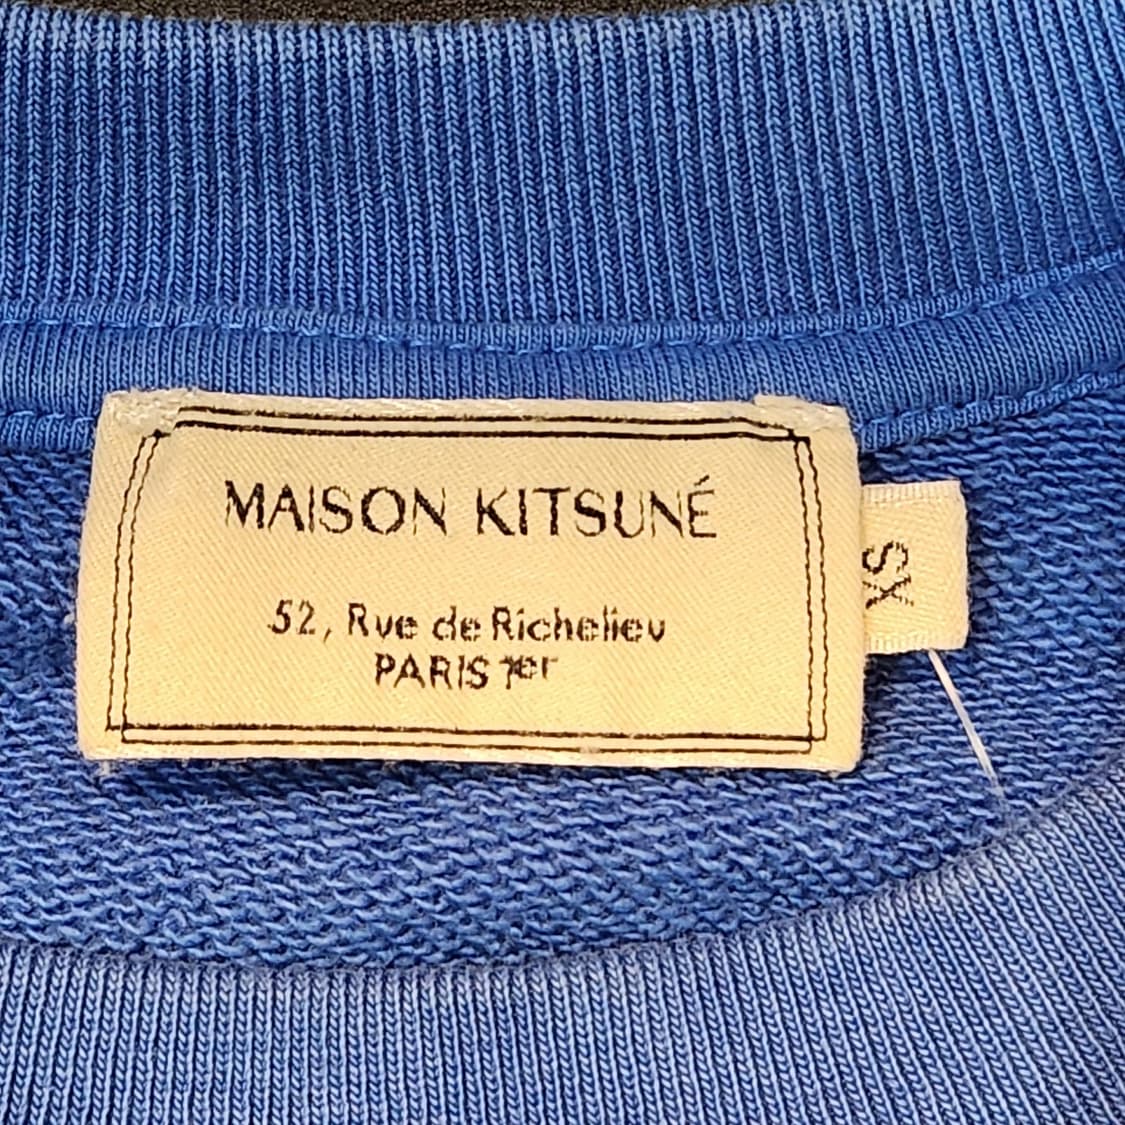 MAISON KITSUNÉ
52, Rue de Richelieu
PARIS 1er
XS